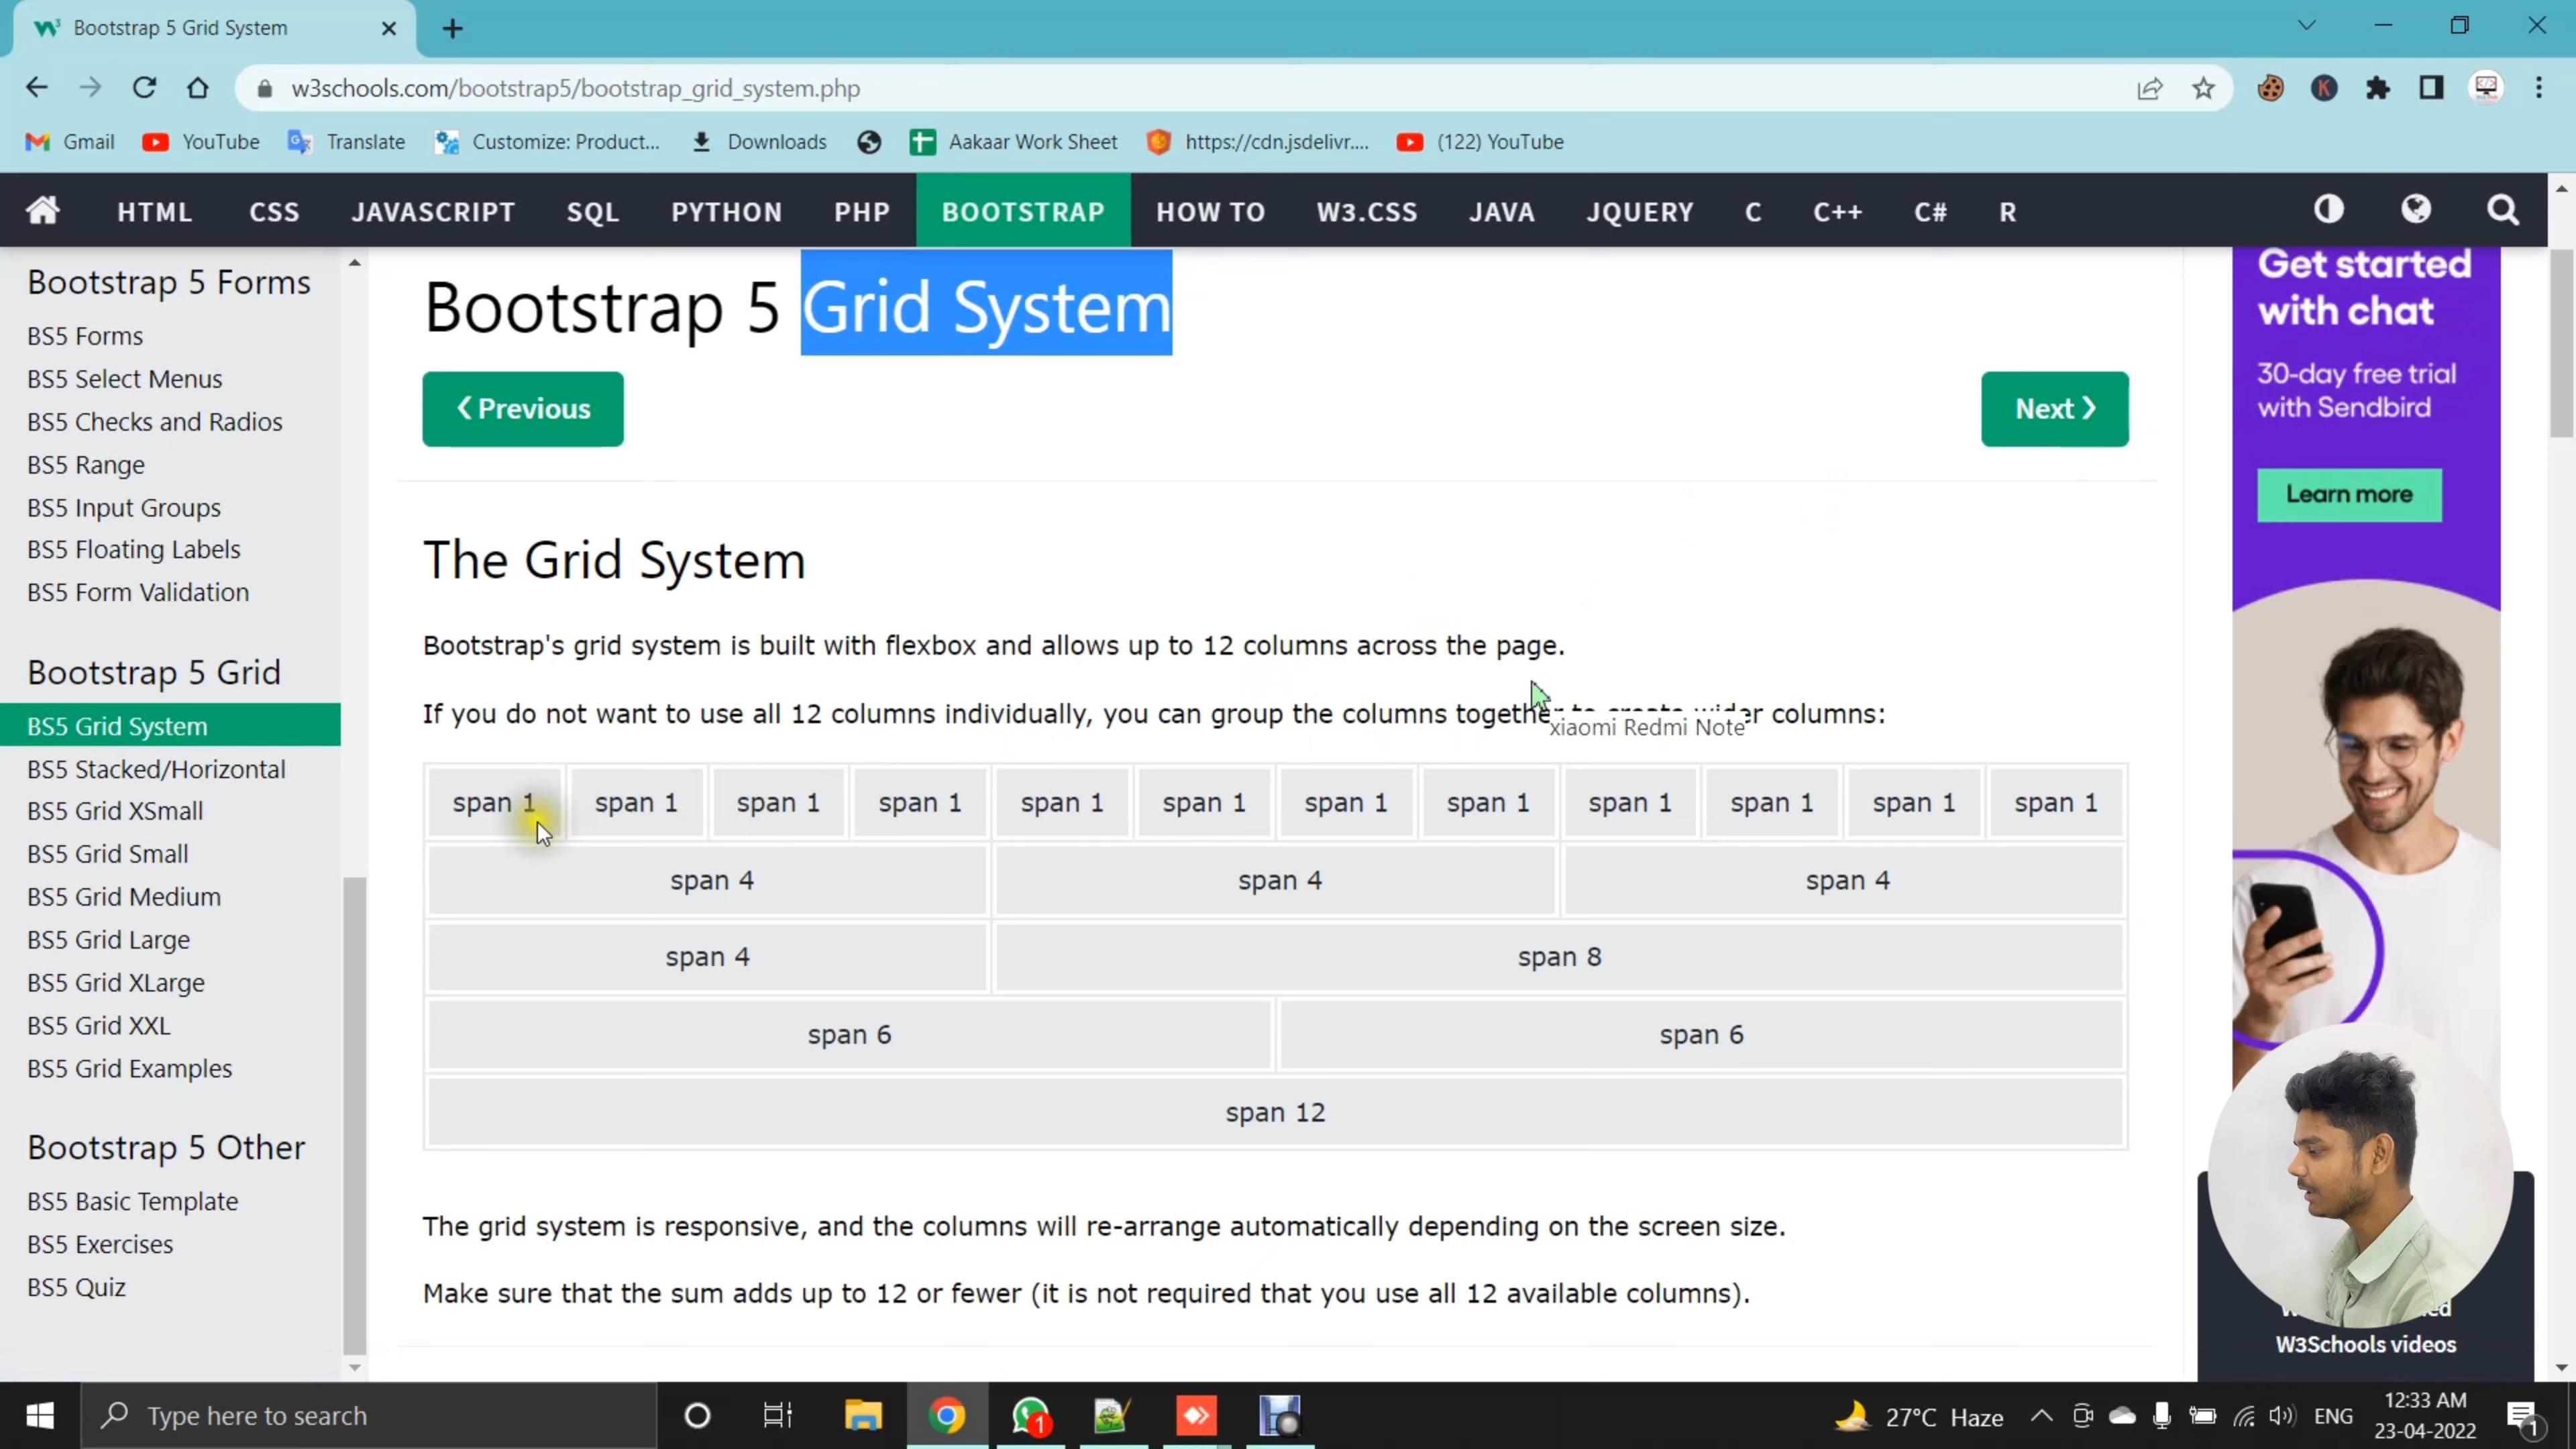 Bootstrap 5 Grid System
w3schools.com/bootstrap5/bootstrap_grid_system.php
K
Gmail YouTube Translate Customize: Product... Downloads Aakaar Work Sheet https://cdn.jsdelivr.... (122) YouTube
HTML CSS JAVASCRIPT SQL PYTHON PHP BOOTSTRAP HOW TO W3.CSS JAVA JQUERY C C++ C# R
Bootstrap 5 Forms
BS5 Forms
BS5 Select Menus
BS5 Checks and Radios
BS5 Range
BS5 Input Groups
BS5 Floating Labels
BS5 Form Validation
Bootstrap 5 Grid
BS5 Grid System
BS5 Stacked/Horizontal
BS5 Grid XSmall
BS5 Grid Small
BS5 Grid Medium
BS5 Grid Large
BS5 Grid XLarge
BS5 Grid XXL
BS5 Grid Examples
Bootstrap 5 Other
BS5 Basic Template
BS5 Exercises
BS5 Quiz
Bootstrap 5 Grid System
❮ Previous
Next ❯
The Grid System
Bootstrap's grid system is built with flexbox and allows up to 12 columns across the page.
If you do not want to use all 12 columns individually, you can group the columns together to create wider columns:
xiaomi Redmi Note
span 1 span 1 span 1 span 1 span 1 span 1 span 1 span 1 span 1 span 1 span 1 span 1
span 4 span 4 span 4
span 4 span 8
span 6 span 6
span 12
The grid system is responsive, and the columns will re-arrange automatically depending on the screen size.
Make sure that the sum adds up to 12 or fewer (it is not required that you use all 12 available columns).
Get started
with chat
30-day free trial
with Sendbird
Learn more
W3Schools videos
Type here to search
1
27°C Haze
ENG
12:33 AM
23-04-2022
1